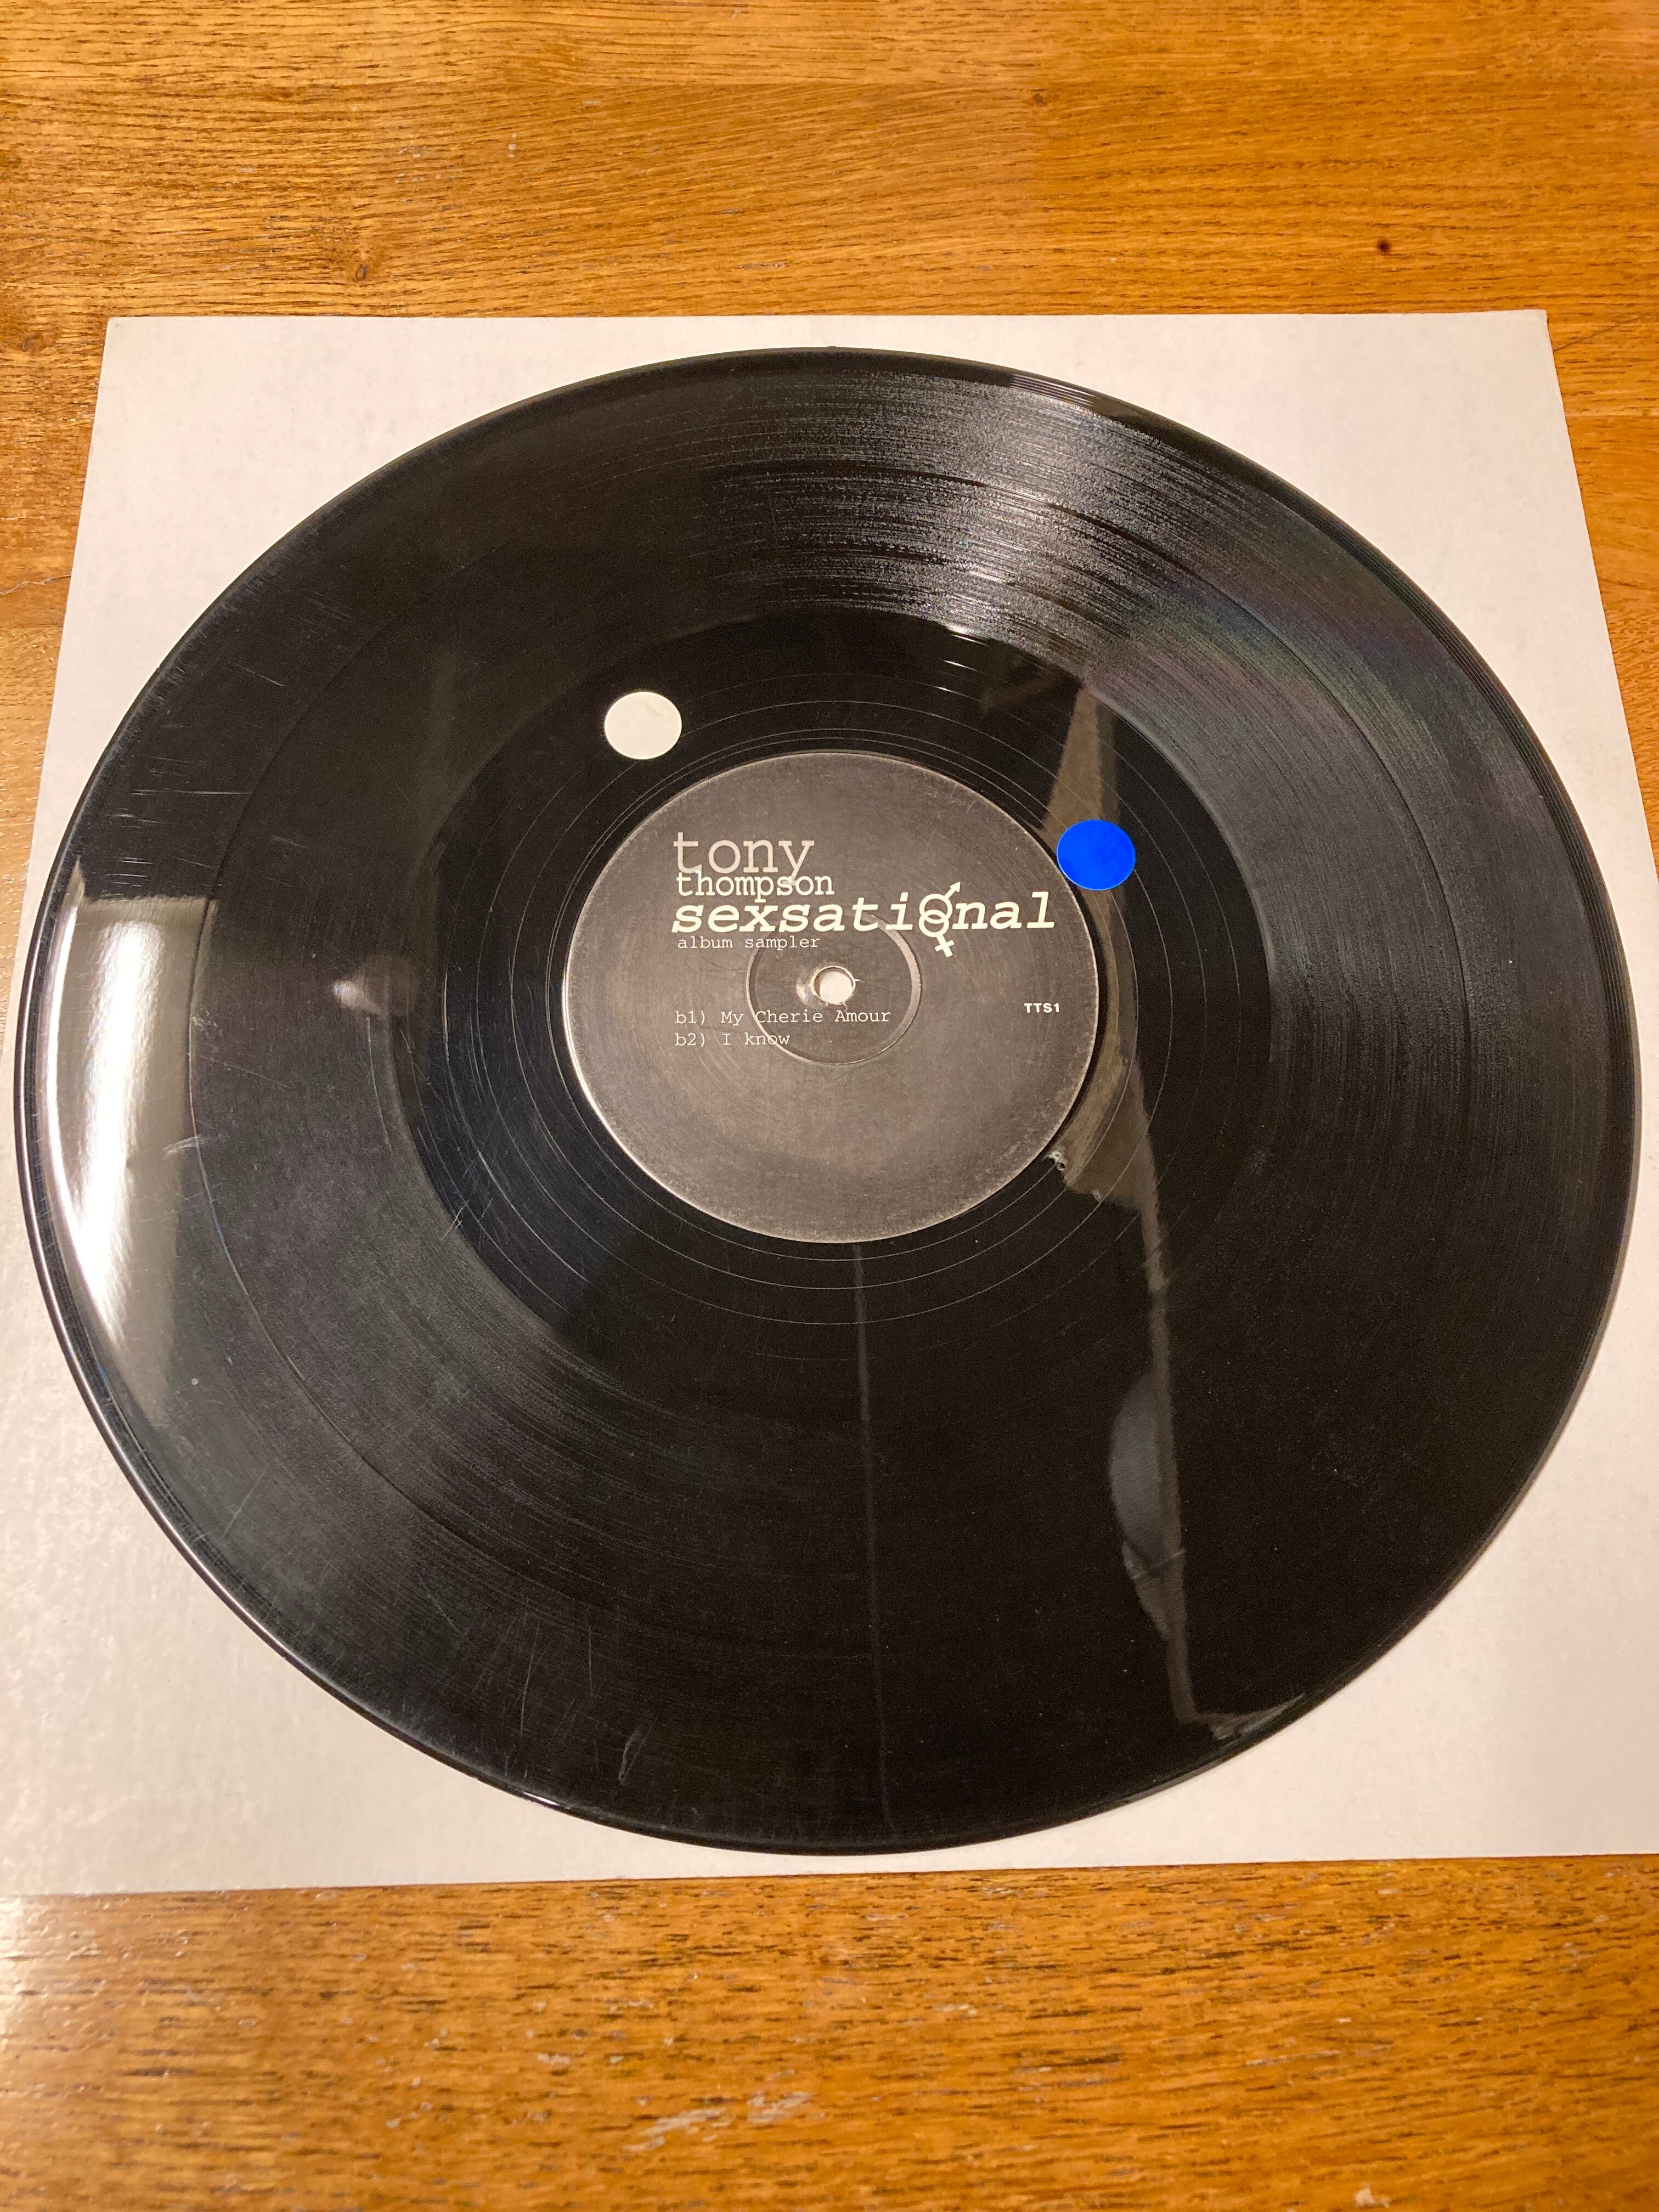 tony
thompson
sexsational
album sampler
TTS1
b1) My Cherie Amour
b2) I know